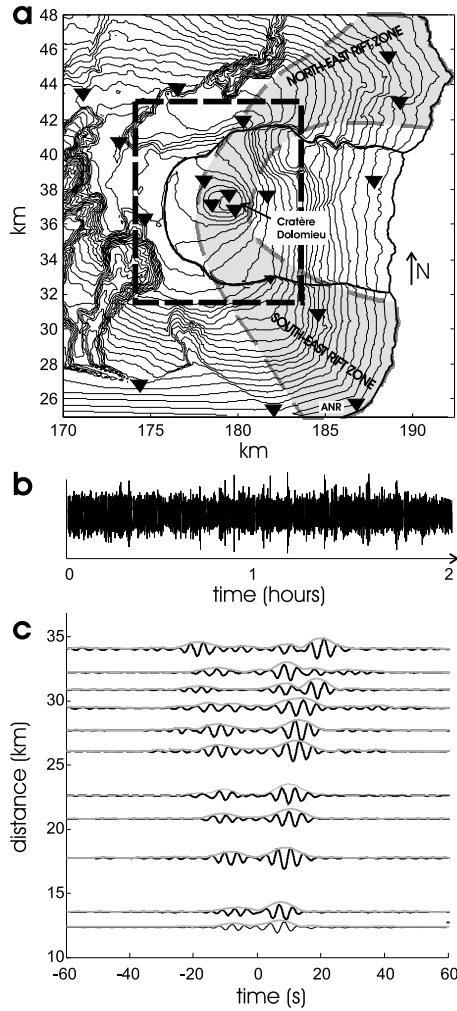 a
48
46
44
42
40
38
36
34
32
30
28
26
km
NORTH-EAST RIFT ZONE
Cratère
Dolomieu
N
SOUTH-EAST RIFT ZONE
ANR
170 175 180 185 190
km
b
0 1 2
time (hours)
c
35
30
25
20
15
10
distance (km)
-60 -40 -20 0 20 40 60
time (s)